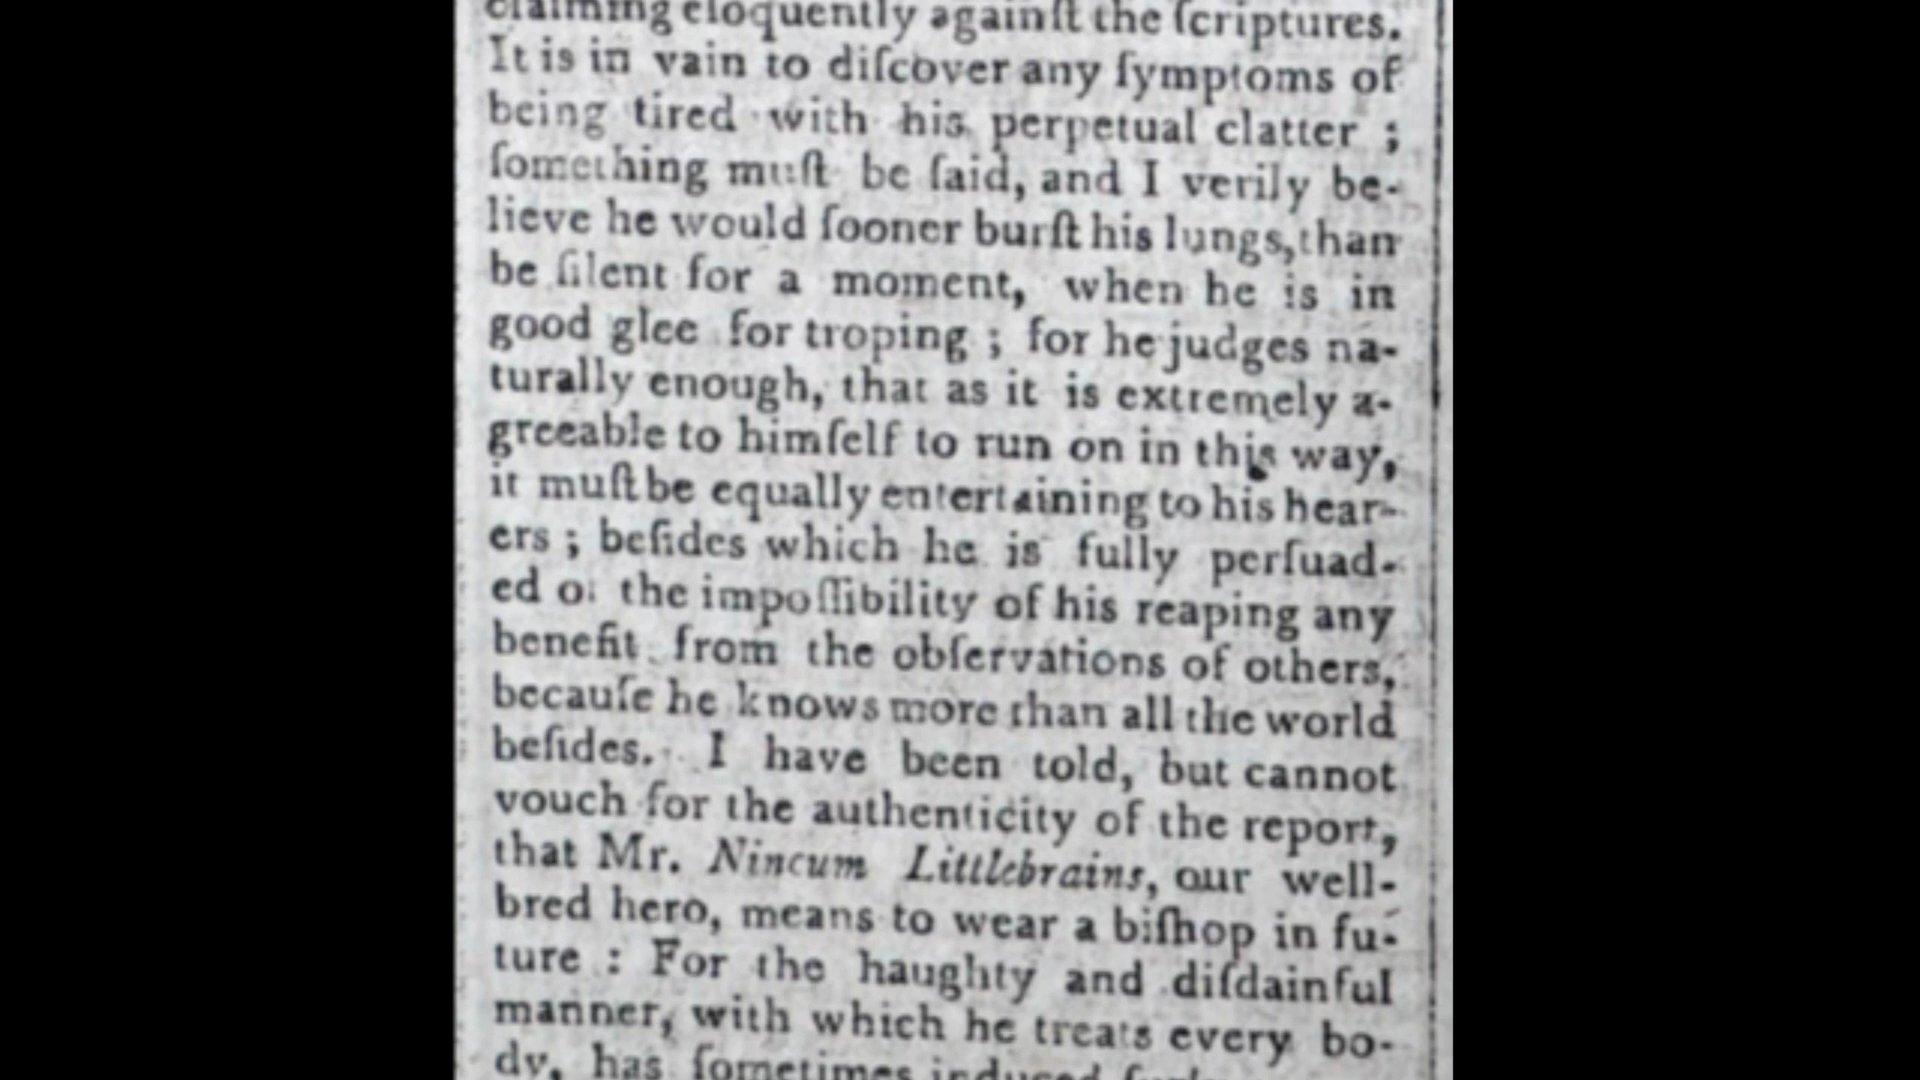 claiming eloquently againſt the ſcriptures.
It is in vain to diſcover any ſymptoms of
being tired with his perpetual clatter ;
ſomething muſt be ſaid, and I verily be-
lieve he would ſooner burſt his lungs, than
be ſilent for a moment, when he is in
good glee for troping ; for he judges na-
turally enough, that as it is extremely a-
greeable to himſelf to run on in this way,
it muſt be equally entertaining to his hear-
ers ; beſides which he is fully perſuad-
ed of the impoſſibility of his reaping any
benefit from the obſervations of others,
becauſe he knows more than all the world
beſides. I have been told, but cannot
vouch for the authenticity of the report,
that Mr. Nincum Littlebrains, our well-
bred hero, means to wear a biſhop in fu-
ture : For the haughty and diſdainful
manner, with which he treats every bo-
dy, has ſometimes induced